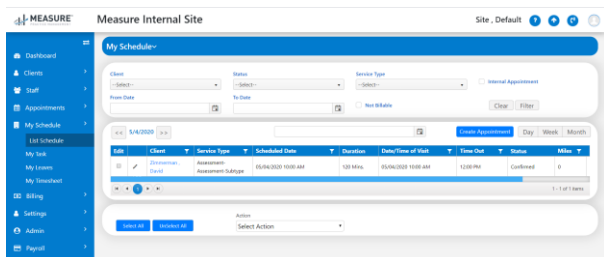 MEASURE
Measure Internal Site
Site , Default
Dashboard
Clients
Staff
Appointments
My Schedule
List Schedule
My Task
My Leaves
My Timesheet
Billing
Settings
Admin
Payroll
My Schedule
Client
Status
Service Type
--Select--
--Select--
--Select--
Internal Appointment
From Date
To Date
Not Billable
Clear
Filter
<< 5/4/2020 >>
Create Appointment
Day
Week
Month
Edit
Client
Service Type
Scheduled Date
Duration
Date/Time of Visit
Time Out
Status
Miles
Zimmerman ,
David
Assessment-
Assessment-Subtype
05/04/2020 10:00 AM
120 Mins
05/04/2020 10:00 AM
12:00 PM
Confirmed
0
1
1 - 1 of 1 items
Select All
UnSelect All
Action
Select Action